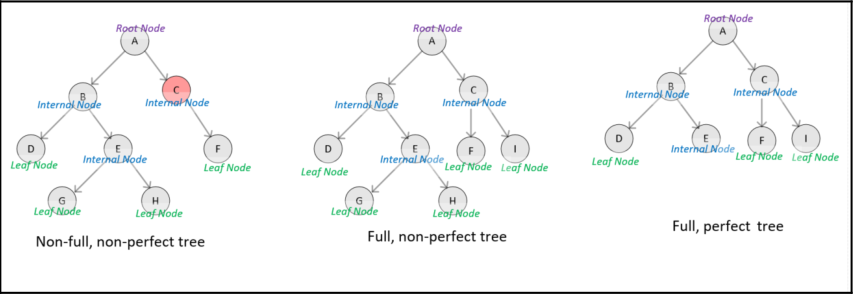 Root Node
A
B
Internal Node
C
Internal Node
D
Leaf Node
E
Internal Node
F
Leaf Node
G
Leaf Node
H
Leaf Node
Non-full, non-perfect tree
Root Node
A
B
Internal Node
C
Internal Node
D
Leaf Node
E
Internal Node
F
Leaf Node
I
Leaf Node
G
Leaf Node
H
Leaf Node
Full, non-perfect tree
Root Node
A
B
Internal Node
C
Internal Node
D
Leaf Node
E
Internal Node
F
Leaf Node
I
Leaf Node
Full, perfect tree